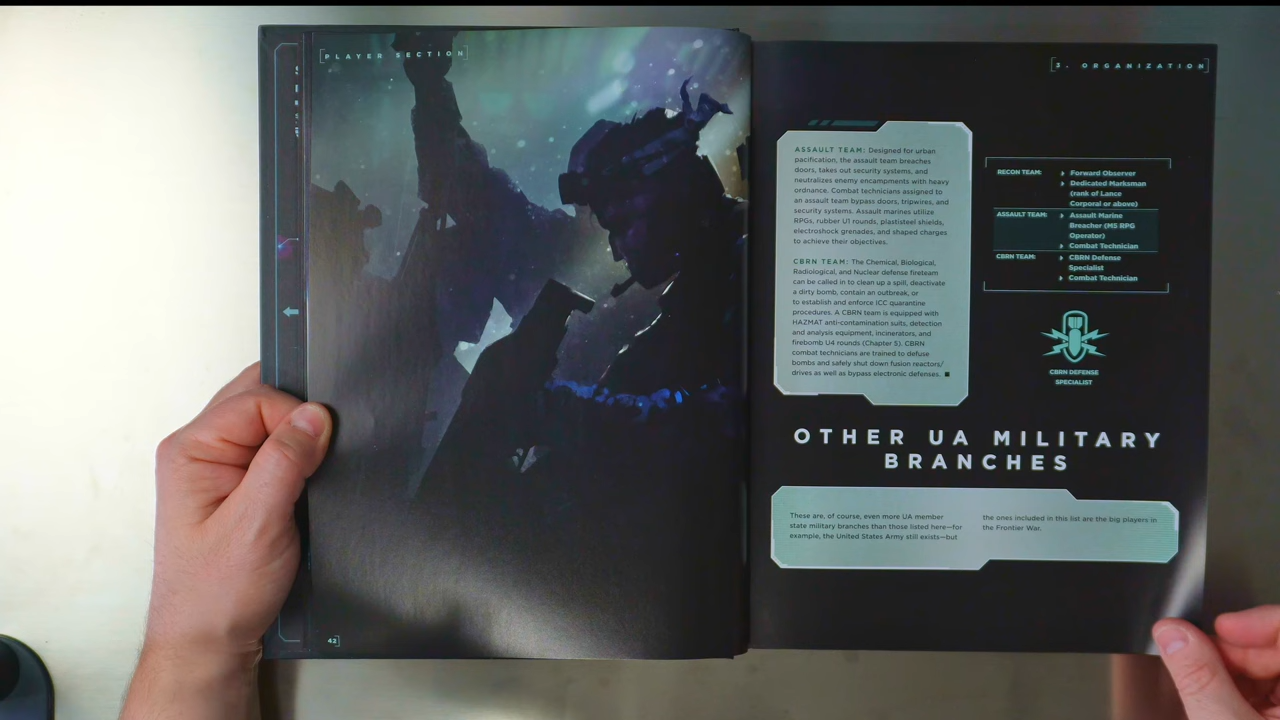 [PLAYER SECTION]
42
[3. ORGANIZATION]
ASSAULT TEAM: Designed for urban
pacification, the assault team breaches
doors, takes out security systems, and
neutralizes enemy encampments with heavy
ordnance. Combat technicians assigned to
an assault team bypass doors, tripwires, and
security systems. Assault marines utilize
RPGs, rubber U1 rounds, plastisteel shields,
electroshock grenades, and shaped charges
to achieve their objectives.
CBRN TEAM: The Chemical, Biological,
Radiological, and Nuclear defense fireteam
can be called in to clean up a spill, deactivate
a dirty bomb, contain an outbreak, or
to establish and enforce ICC quarantine
procedures. A CBRN team is equipped with
HAZMAT anti-contamination suits, detection
and analysis equipment, incinerators, and
firebomb U4 rounds (Chapter 5). CBRN
combat technicians are trained to defuse
bombs and safely shut down fusion reactors/
drives as well as bypass electronic defenses. ■
RECON TEAM: Forward Observer
Dedicated Marksman
(rank of Lance
Corporal or above)
ASSAULT TEAM: Assault Marine
Breacher (M5 RPG
Operator)
Combat Technician
CBRN TEAM: CBRN Defense
Specialist
Combat Technician
CBRN DEFENSE
SPECIALIST
OTHER UA MILITARY
BRANCHES
These are, of course, even more UA member
state military branches than those listed here—for
example, the United States Army still exists—but
the ones included in this list are the big players in
the Frontier War.